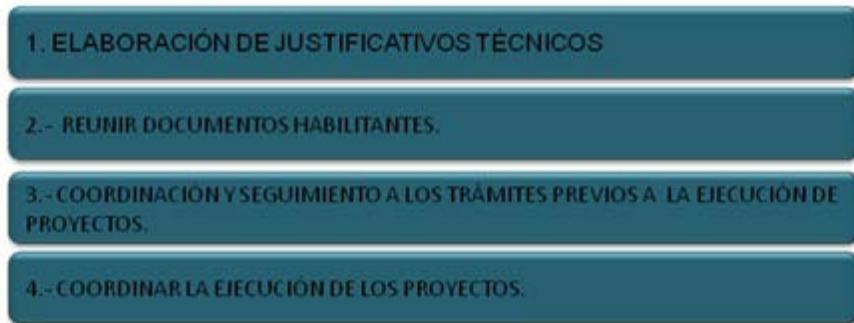 1. ELABORACIÓN DE JUSTIFICATIVOS TÉCNICOS
2.- REUNIR DOCUMENTOS HABILITANTES.
3.- COORDINACIÓN Y SEGUIMIENTO A LOS TRÁMITES PREVIOS A LA EJECUCIÓN DE
PROYECTOS.
4.- COORDINAR LA EJECUCIÓN DE LOS PROYECTOS.